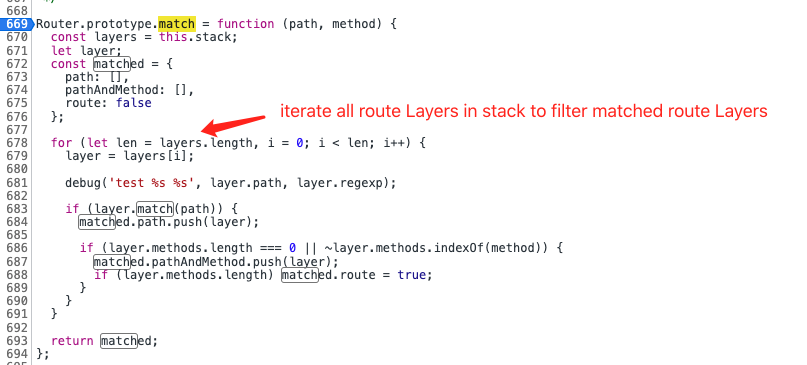 668
669 Router.prototype.match = function (path, method) {
670 const layers = this.stack;
671 let layer;
672 const matched = {
673 path: [],
674 pathAndMethod: [],
675 route: false
676 };
iterate all route Layers in stack to filter matched route Layers
677
678 for (let len = layers.length, i = 0; i < len; i++) {
679 layer = layers[i];
680
681 debug('test %s %s', layer.path, layer.regexp);
682
683 if (layer.match(path)) {
684 matched.path.push(layer);
685
686 if (layer.methods.length === 0 || ~layer.methods.indexOf(method)) {
687 matched.pathAndMethod.push(layer);
688 if (layer.methods.length) matched.route = true;
689 }
690 }
691 }
692
693 return matched;
694 };